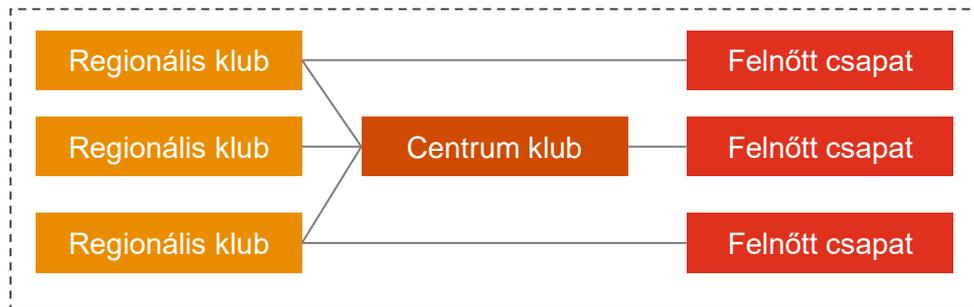 Regionális klub
Felnőtt csapat
Regionális klub
Centrum klub
Felnőtt csapat
Regionális klub
Felnőtt csapat